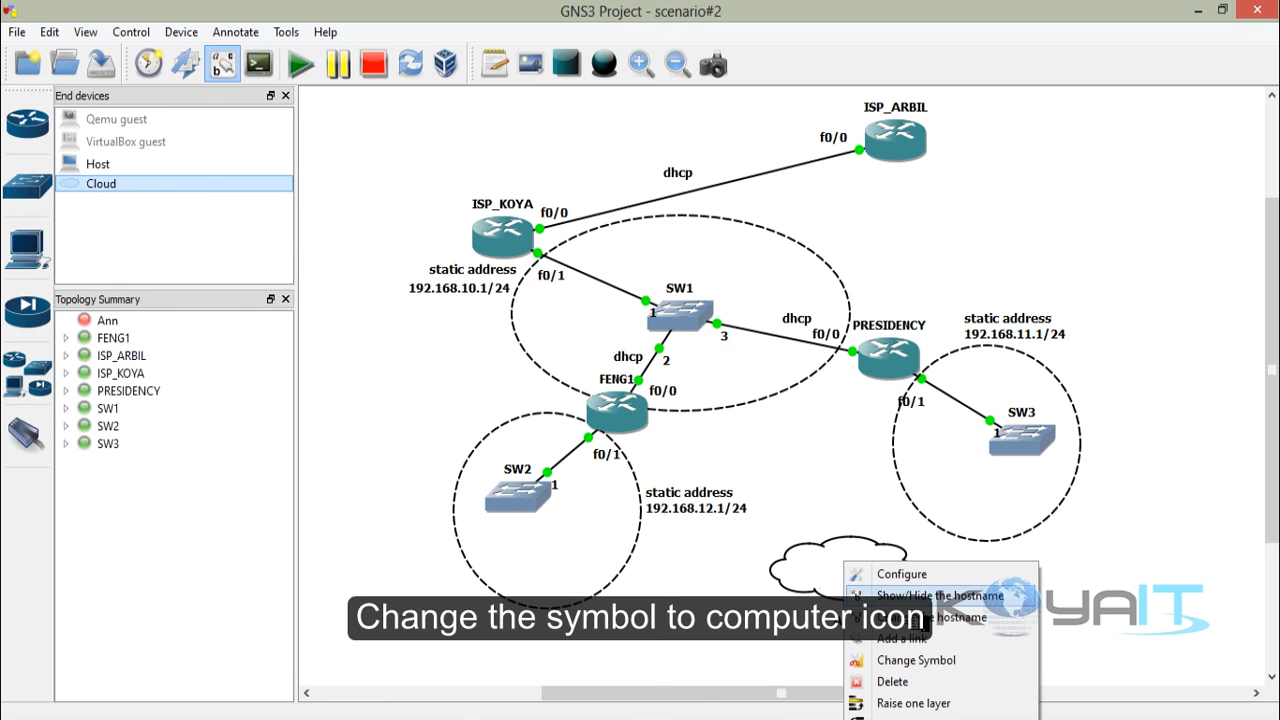 GNS3 Project - scenario#2
File Edit View Control Device Annotate Tools Help
End devices
Qemu guest
VirtualBox guest
Host
Cloud
Topology Summary
Ann
FENG1
ISP_ARBIL
ISP_KOYA
PRESIDENCY
SW1
SW2
SW3
ISP_ARBIL
f0/0
dhcp
ISP_KOYA
f0/0
static address
192.168.10.1/24
f0/1
SW1
1
2
3
dhcp
f0/0
PRESIDENCY
static address
192.168.11.1/24
dhcp
FENG1
f0/0
f0/1
SW3
1
f0/1
SW2
1
static address
192.168.12.1/24
Configure
Show/Hide the hostname
hostname
Add a link
Change Symbol
Delete
Raise one layer
Change the symbol to computer icon
KOYAIT